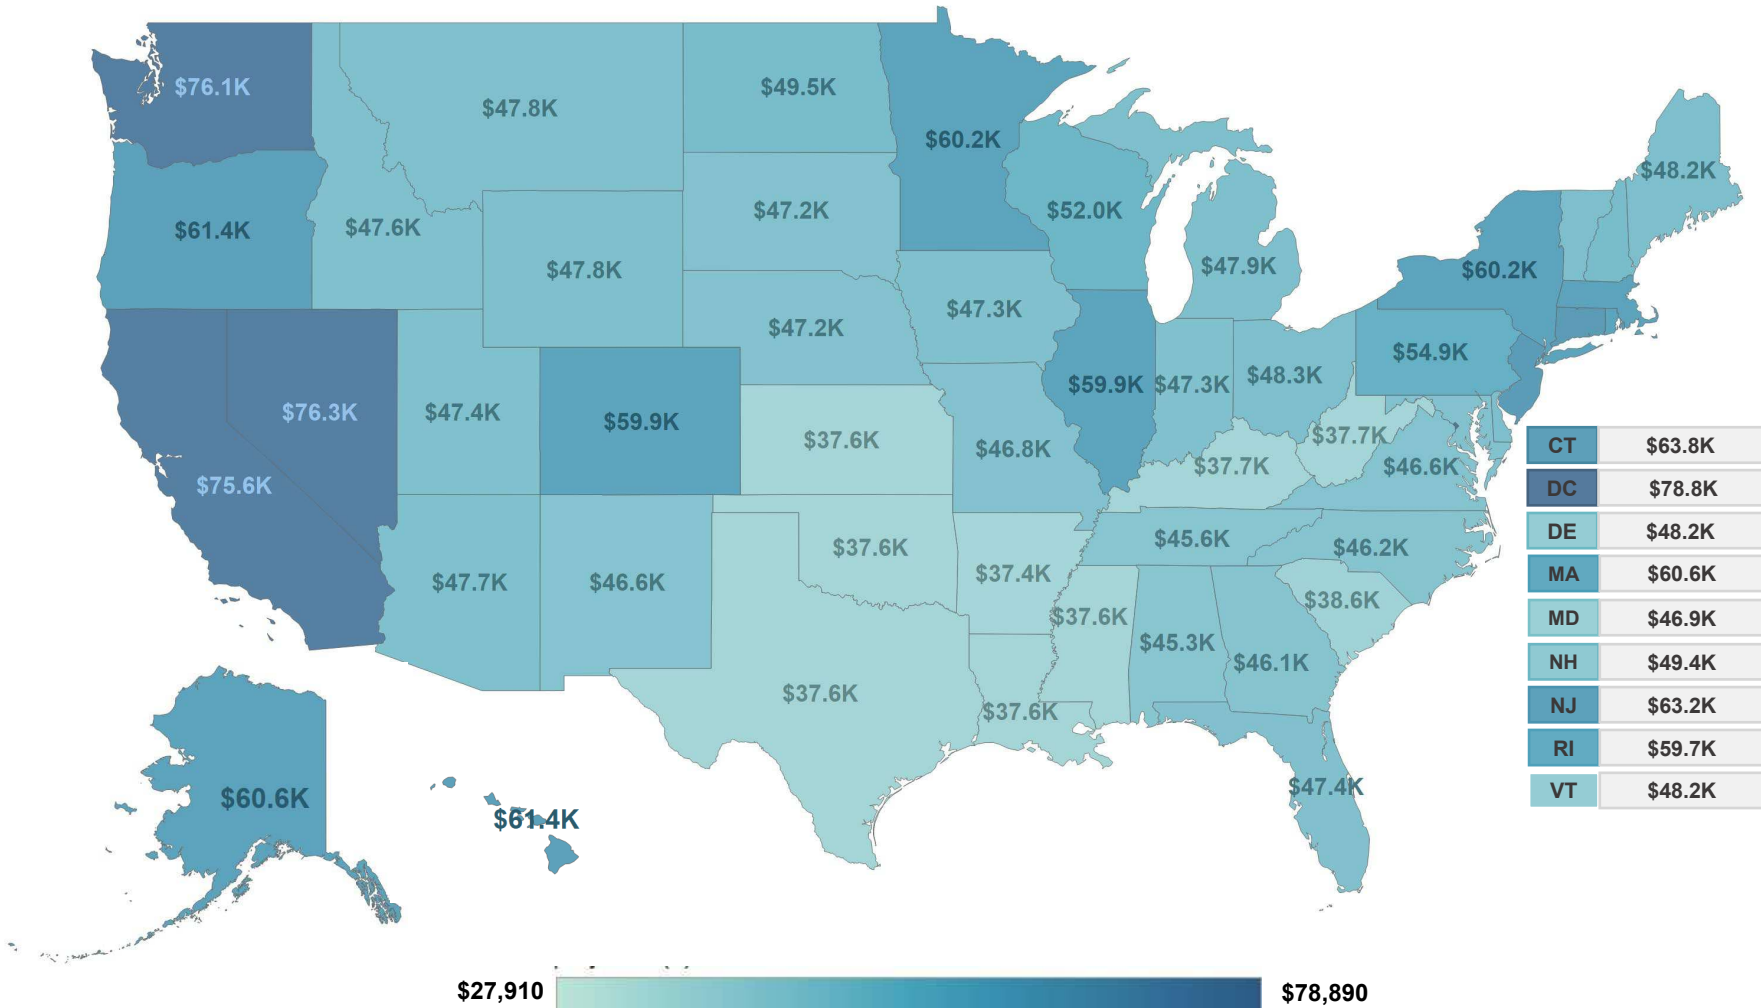 $76.1K
$47.8K
$49.5K
$60.2K
$48.2K
$61.4K
$47.6K
$47.2K
$52.0K
$47.8K
$47.9K
$60.2K
$47.3K
$47.2K
$54.9K
$59.9K
$47.3K
$48.3K
$76.3K
$47.4K
$59.9K
$37.6K
$46.8K
$37.7K
$37.7K
$46.6K
$75.6K
$45.6K
$46.2K
$37.6K
$37.4K
$47.7K
$46.6K
$38.6K
$37.6K
$45.3K
$46.1K
$37.6K
$37.6K
$47.4K
$60.6K
$61.4K
CT $63.8K
DC $78.8K
DE $48.2K
MA $60.6K
MD $46.9K
NH $49.4K
NJ $63.2K
RI $59.7K
VT $48.2K
$27,910 $78,890